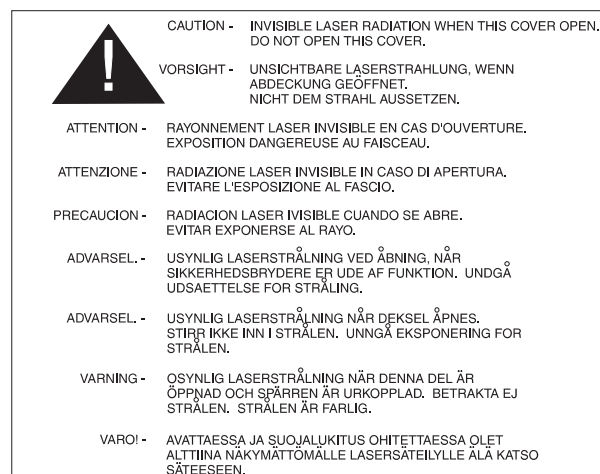 !
CAUTION - INVISIBLE LASER RADIATION WHEN THIS COVER OPEN.
DO NOT OPEN THIS COVER.
VORSIGHT - UNSICHTBARE LASERSTRAHLUNG, WENN
ABDECKUNG GEÖFFNET.
NICHT DEM STRAHL AUSSETZEN.
ATTENTION - RAYONNEMENT LASER INVISIBLE EN CAS D'OUVERTURE.
EXPOSITION DANGEREUSE AU FAISCEAU.
ATTENZIONE - RADIAZIONE LASER INVISIBLE IN CASO DI APERTURA.
EVITARE L'ESPOSIZIONE AL FASCIO.
PRECAUCION - RADIACION LASER IVISIBLE CUANDO SE ABRE.
EVITAR EXPONERSE AL RAYO.
ADVARSEL. - USYNLIG LASERSTRÅLNING VED ÅBNING, NÅR
SIKKERHEDSBRYDERE ER UDE AF FUNKTION. UNDGÅ
UDSAETTELSE FOR STRÅLING.
ADVARSEL. - USYNLIG LASERSTRÅLNING NÅR DEKSEL ÅPNES.
STIRR IKKE INN I STRÅLEN. UNNGÅ EKSPONERING FOR
STRÅLEN.
VARNING - OSYNLIG LASERSTRÅLNING NÄR DENNA DEL ÄR
ÖPPNAD OCH SPÄRREN ÄR URKOPPLAD. BETRAKTA EJ
STRÅLEN. STRÅLEN ÄR FARLIG.
VARO! - AVATTAESSA JA SUOJALUKITUS OHITETTAESSA OLET
ALTTIINA NÄKYMÄTTÖMÄLLE LASERSÄTEILYLLE ÄLÄ KATSO
SÄTEESEEN.